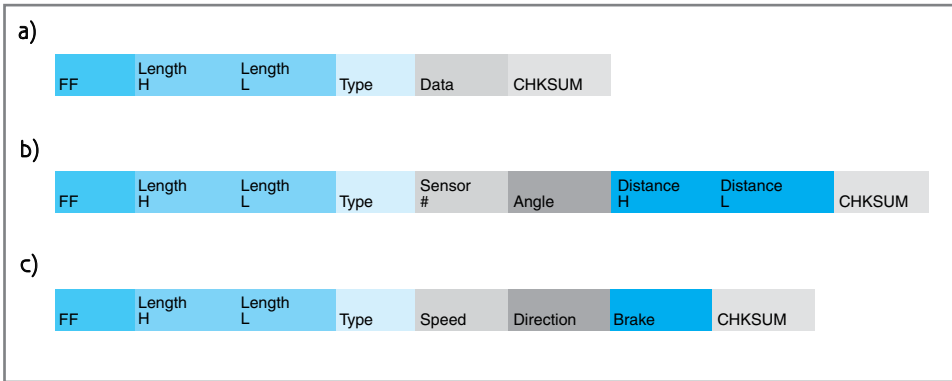 a)
Length Length
FF H L Type Data CHKSUM
b)
Length Length Sensor Distance Distance
FF H L Type # Angle H L CHKSUM
c)
Length Length
FF H L Type Speed Direction Brake CHKSUM